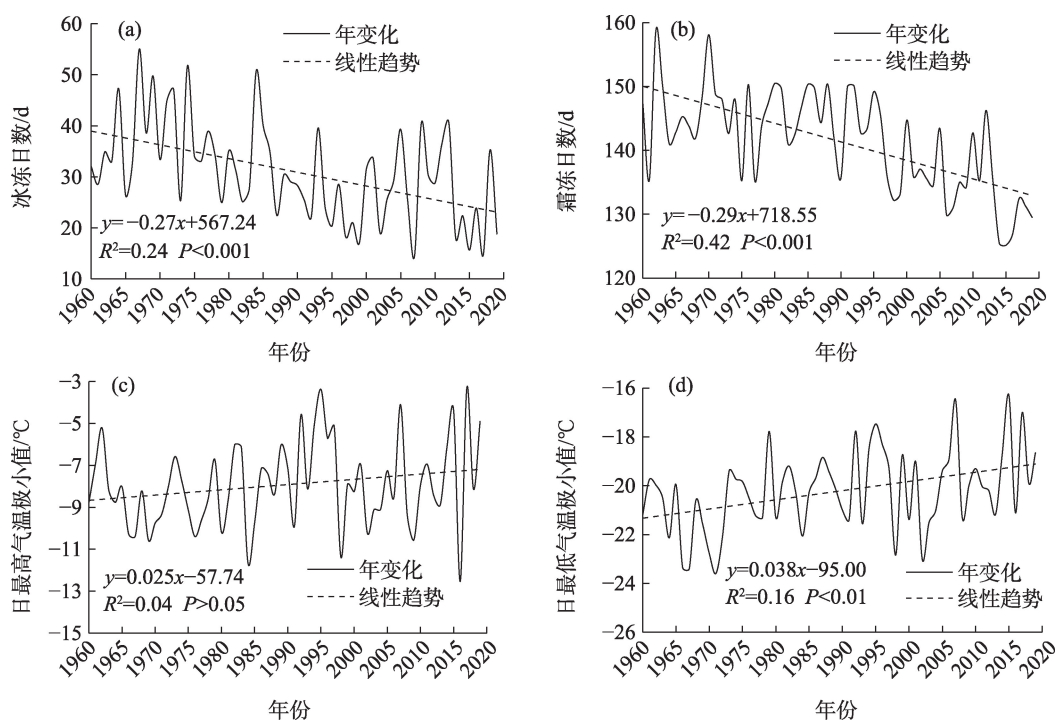 (a)
年变化
线性趋势
冰冻日数/d
60
50
40
30
20
10
y=−0.27x+567.24
R²=0.24 P<0.001
1960 1965 1970 1975 1980 1985 1990 1995 2000 2005 2010 2015 2020
年份
(b)
年变化
线性趋势
霜冻日数/d
160
150
140
130
120
y=−0.29x+718.55
R²=0.42 P<0.001
1960 1965 1970 1975 1980 1985 1990 1995 2000 2005 2010 2015 2020
年份
(c)
日最高气温极小值/℃
−3
−5
−7
−9
−11
−13
−15
y=0.025x−57.74
R²=0.04 P>0.05
年变化
线性趋势
1960 1965 1970 1975 1980 1985 1990 1995 2000 2005 2010 2015 2020
年份
(d)
日最低气温极小值/℃
−16
−18
−20
−22
−24
−26
y=0.038x−95.00
R²=0.16 P<0.01
年变化
线性趋势
1960 1965 1970 1975 1980 1985 1990 1995 2000 2005 2010 2015 2020
年份